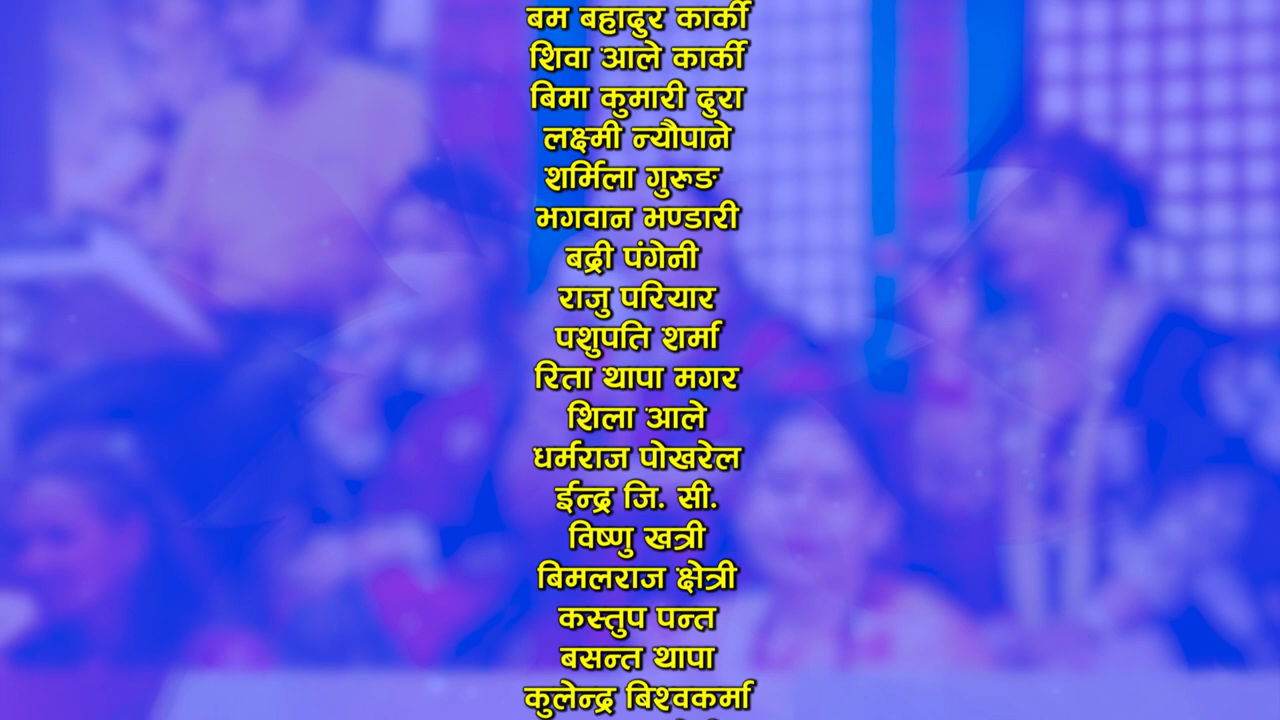 बम बहादुर कार्की
शिवा आले कार्की
बिमा कुमारी दुरा
लक्ष्मी न्यौपाने
शर्मिला गुरूङ
भगवान भण्डारी
बद्री पंगेनी
राजु परियार
पशुपति शर्मा
रिता थापा मगर
शिला आले
धर्मराज पोखरेल
ईन्द्र जि. सी.
विष्णु खत्री
बिमलराज क्षेत्री
कस्तुप पन्त
बसन्त थापा
कुलेन्द्र बिश्वकर्मा